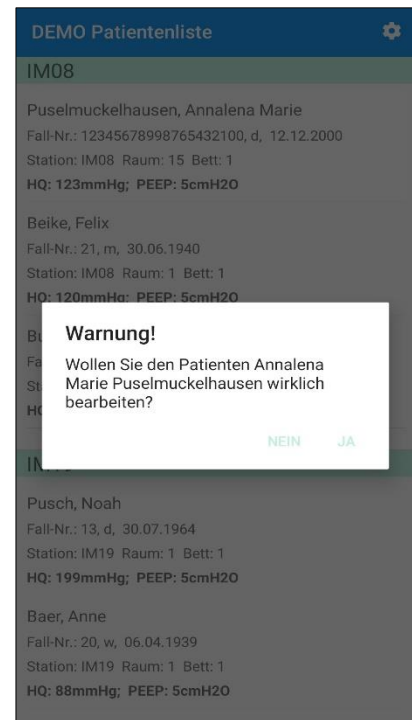 DEMO Patientenliste
IM08
Puselmuckelhausen, Annalena Marie
Fall-Nr.: 12345678998765432100, d, 12.12.2000
Station: IM08 Raum: 15 Bett: 1
HQ: 123mmHg; PEEP: 5cmH2O
Beike, Felix
Fall-Nr.: 21, m, 30.06.1940
Station: IM08 Raum: 1 Bett: 1
HQ: 120mmHg; PEEP: 5cmH2O
Warnung!
Wollen Sie den Patienten Annalena
Marie Puselmuckelhausen wirklich
bearbeiten?
NEIN JA
Pusch, Noah
Fall-Nr.: 13, d, 30.07.1964
Station: IM19 Raum: 1 Bett: 1
HQ: 199mmHg; PEEP: 5cmH2O
Baer, Anne
Fall-Nr.: 20, w, 06.04.1939
Station: IM19 Raum: 1 Bett: 1
HQ: 88mmHg; PEEP: 5cmH2O